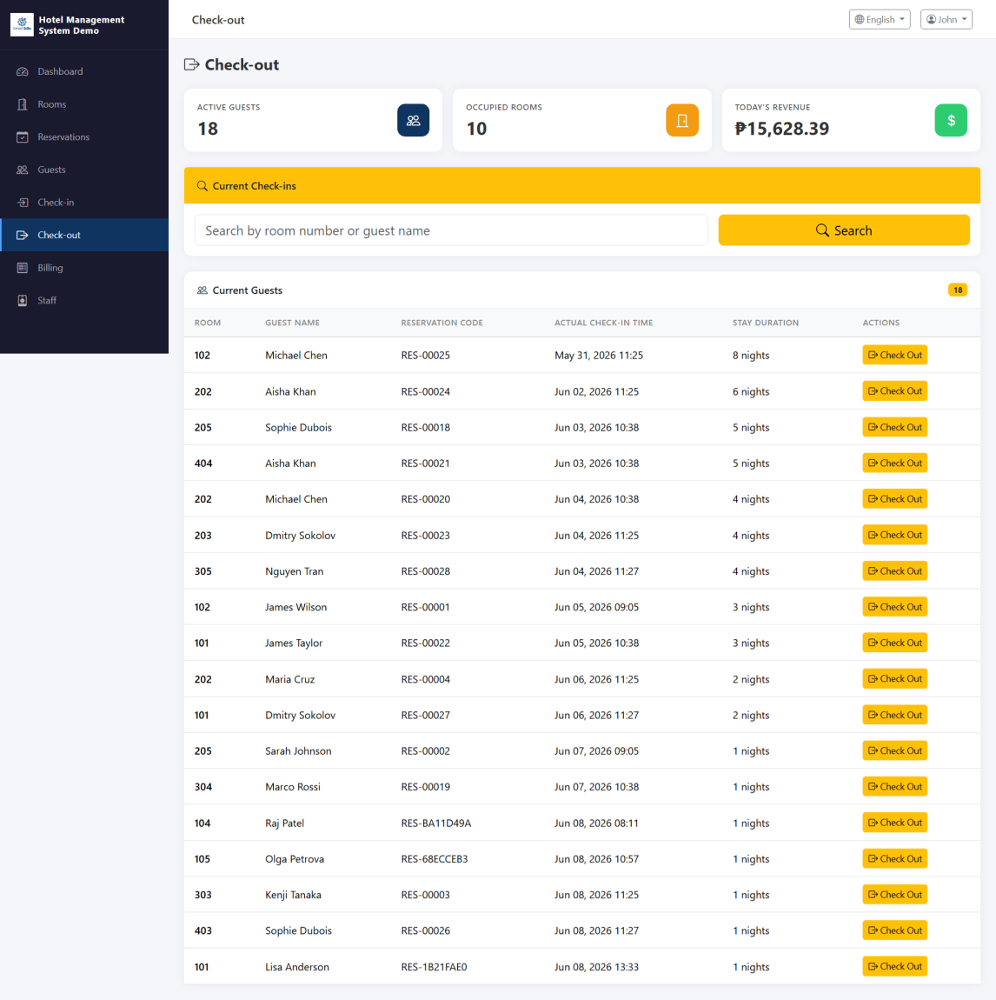 Hotel Management
System Demo
Check-out
English
John
Dashboard
Rooms
Reservations
Guests
Check-in
Check-out
Billing
Staff
Check-out
ACTIVE GUESTS
18
OCCUPIED ROOMS
10
TODAY'S REVENUE
₱15,628.39
$
Current Check-ins
Search by room number or guest name
Search
Current Guests
18
ROOM GUEST NAME RESERVATION CODE ACTUAL CHECK-IN TIME STAY DURATION ACTIONS
102 Michael Chen RES-00025 May 31, 2026 11:25 8 nights Check Out
202 Aisha Khan RES-00024 Jun 02, 2026 11:25 6 nights Check Out
205 Sophie Dubois RES-00018 Jun 03, 2026 10:38 5 nights Check Out
404 Aisha Khan RES-00021 Jun 03, 2026 10:38 5 nights Check Out
202 Michael Chen RES-00020 Jun 04, 2026 10:38 4 nights Check Out
203 Dmitry Sokolov RES-00023 Jun 04, 2026 11:25 4 nights Check Out
305 Nguyen Tran RES-00028 Jun 04, 2026 11:27 4 nights Check Out
102 James Wilson RES-00001 Jun 05, 2026 09:05 3 nights Check Out
101 James Taylor RES-00022 Jun 05, 2026 10:38 3 nights Check Out
202 Maria Cruz RES-00004 Jun 06, 2026 11:25 2 nights Check Out
101 Dmitry Sokolov RES-00027 Jun 06, 2026 11:27 2 nights Check Out
205 Sarah Johnson RES-00002 Jun 07, 2026 09:05 1 nights Check Out
304 Marco Rossi RES-00019 Jun 07, 2026 10:38 1 nights Check Out
104 Raj Patel RES-BA11D49A Jun 08, 2026 08:11 1 nights Check Out
105 Olga Petrova RES-68ECCEB3 Jun 08, 2026 10:57 1 nights Check Out
303 Kenji Tanaka RES-00003 Jun 08, 2026 11:25 1 nights Check Out
403 Sophie Dubois RES-00026 Jun 08, 2026 11:27 1 nights Check Out
101 Lisa Anderson RES-1B21FAE0 Jun 08, 2026 13:33 1 nights Check Out